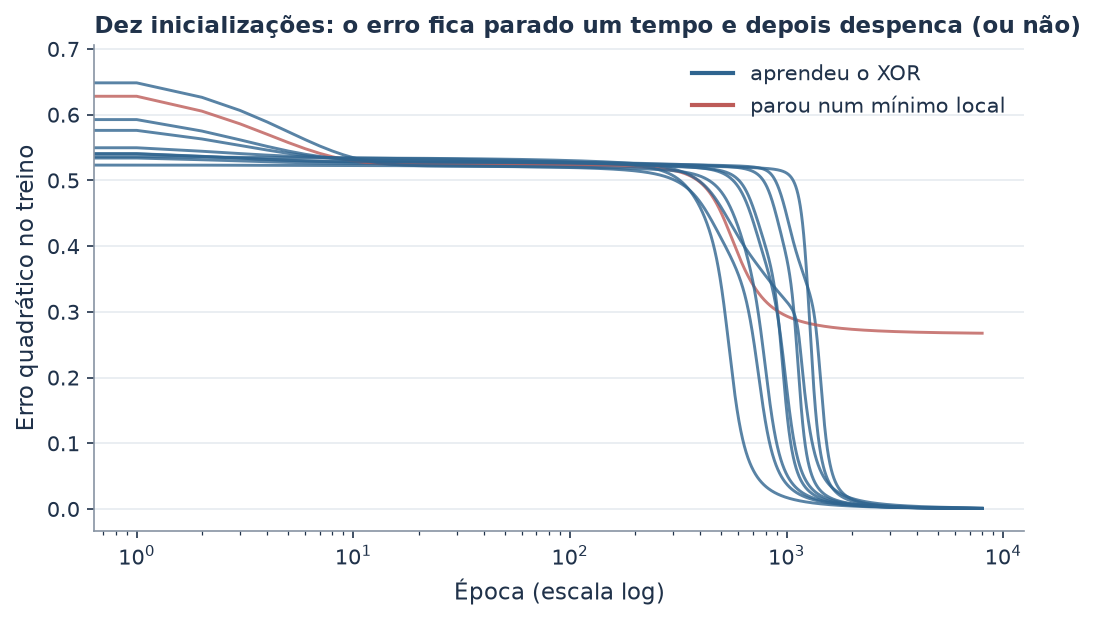 Dez inicializações: o erro fica parado um tempo e depois despenca (ou não)
aprendeu o XOR
parou num mínimo local
Erro quadrático no treino
0.7
0.6
0.5
0.4
0.3
0.2
0.1
0.0
10⁰
10¹
10²
10³
10⁴
Época (escala log)